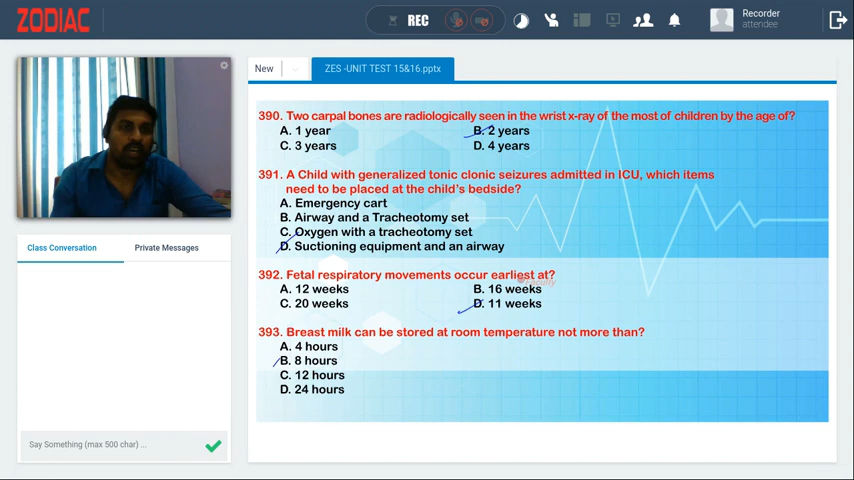 ZODIAC
REC
Recorder
attendee
New
ZES -UNIT TEST 15&16.pptx
390. Two carpal bones are radiologically seen in the wrist x-ray of the most of children by the age of?
A. 1 year B. 2 years
C. 3 years D. 4 years
391. A Child with generalized tonic clonic seizures admitted in ICU, which items
need to be placed at the child's bedside?
A. Emergency cart
B. Airway and a Tracheotomy set
C. Oxygen with a tracheotomy set
D. Suctioning equipment and an airway
392. Fetal respiratory movements occur earliest at?
Faculty
A. 12 weeks B. 16 weeks
C. 20 weeks D. 11 weeks
393. Breast milk can be stored at room temperature not more than?
A. 4 hours
B. 8 hours
C. 12 hours
D. 24 hours
Class Conversation Private Messages
Say Something (max 500 char) ...